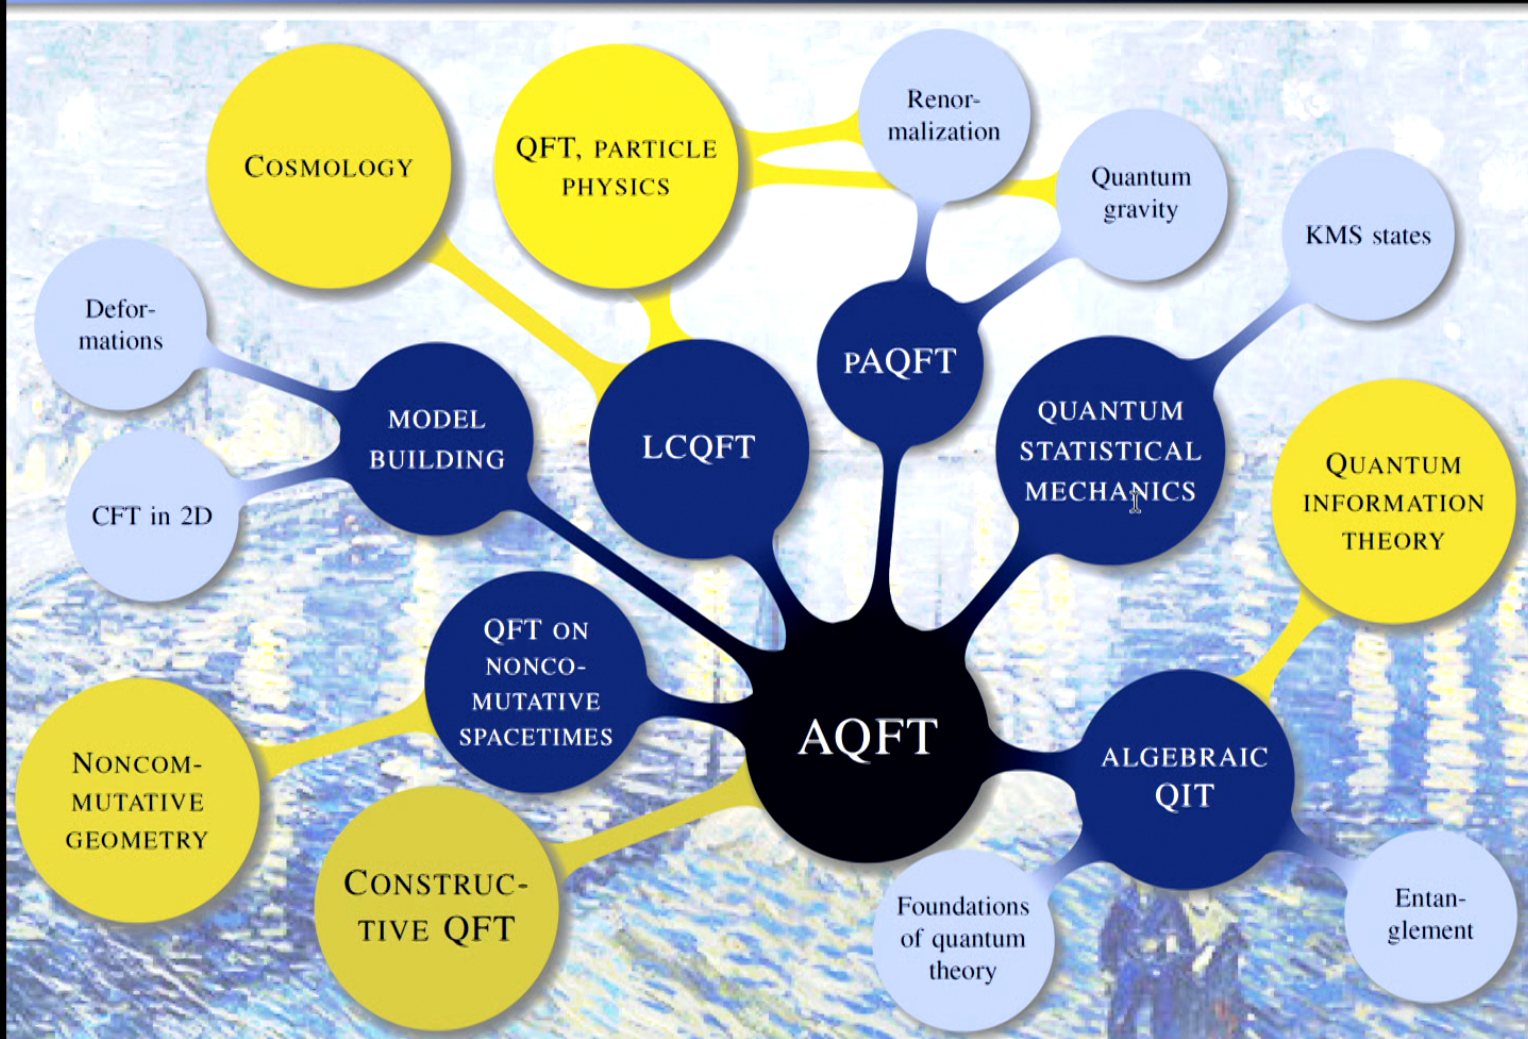 COSMOLOGY
QFT, PARTICLE
PHYSICS
Renor-
malization
Quantum
gravity
KMS states
Defor-
mations
MODEL
BUILDING
LCQFT
PAQFT
QUANTUM
STATISTICAL
MECHANICS
QUANTUM
INFORMATION
THEORY
CFT in 2D
QFT ON
NONCO-
MUTATIVE
SPACETIMES
AQFT
ALGEBRAIC
QIT
NONCOM-
MUTATIVE
GEOMETRY
CONSTRUC-
TIVE QFT
Foundations
of quantum
theory
Entan-
glement